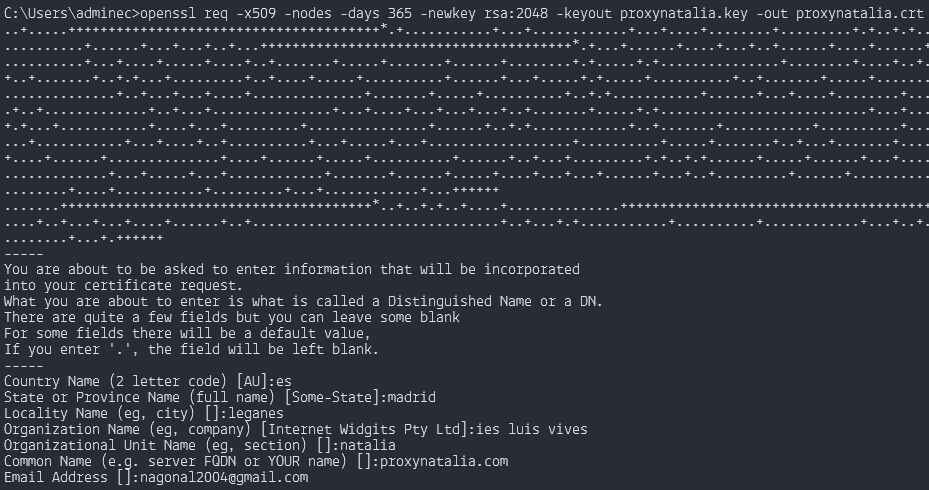 C:\Users\adminec>openssl req -x509 -nodes -days 365 -newkey rsa:2048 -keyout proxynatalia.key -out proxynatalia.crt
-----
You are about to be asked to enter information that will be incorporated
into your certificate request.
What you are about to enter is what is called a Distinguished Name or a DN.
There are quite a few fields but you can leave some blank
For some fields there will be a default value,
If you enter '.', the field will be left blank.
-----
Country Name (2 letter code) [AU]:es
State or Province Name (full name) [Some-State]:madrid
Locality Name (eg, city) []:leganes
Organization Name (eg, company) [Internet Widgits Pty Ltd]:ies luis vives
Organizational Unit Name (eg, section) []:natalia
Common Name (e.g. server FQDN or YOUR name) []:proxynatalia.com
Email Address []:nagonal2004@gmail.com